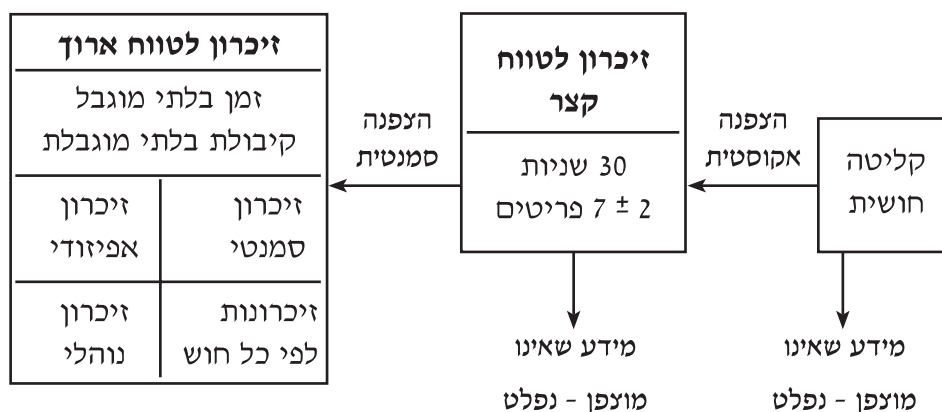 קליטה
חושית
הצפנה
אקוסטית
זיכרון לטווח
קצר
30 שניות
2 ± 7 פריטים
הצפנה
סמנטית
זיכרון לטווח ארוך
זמן בלתי מוגבל
קיבולת בלתי מוגבלת
זיכרון
סמנטי
זיכרון
אפיזודי
זיכרונות
לפי כל חוש
זיכרון
נוהלי
מידע שאינו
מוצפן - נפלט
מידע שאינו
מוצפן - נפלט